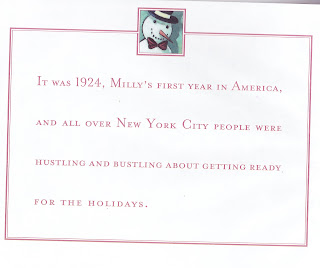 It was 1924, Milly's first year in America,
and all over New York City people were
hustling and bustling about getting ready
for the holidays.